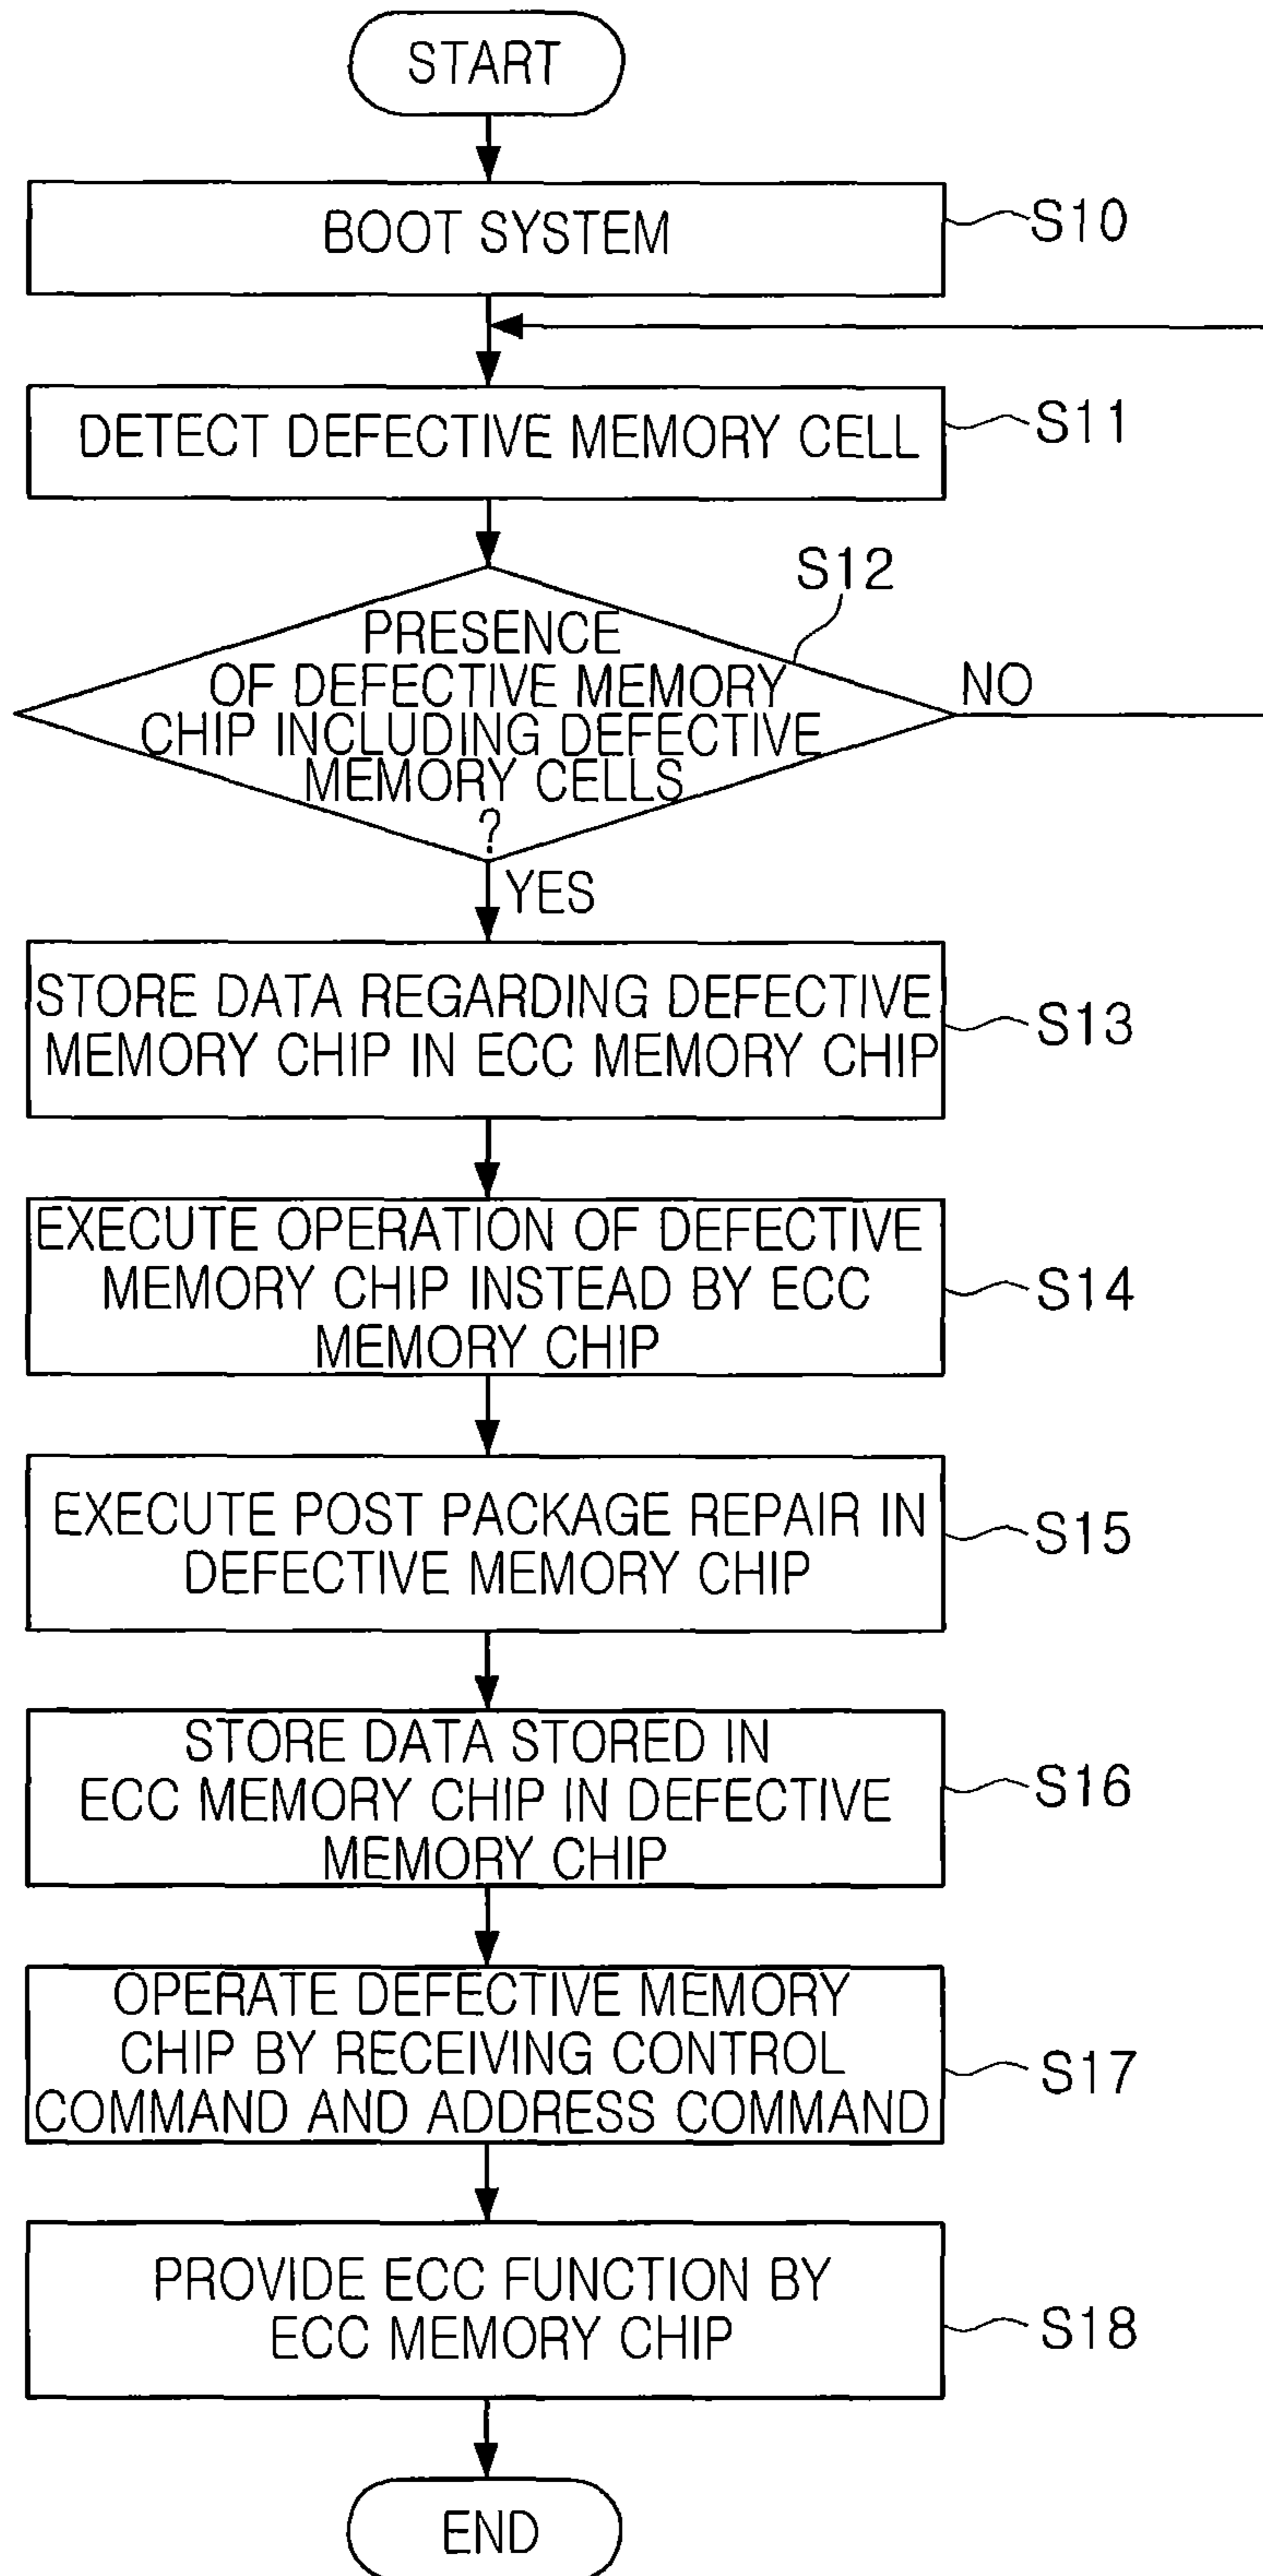 START
BOOT SYSTEM
S10
DETECT DEFECTIVE MEMORY CELL
S11
S12
PRESENCE
OF DEFECTIVE MEMORY
CHIP INCLUDING DEFECTIVE
MEMORY CELLS
?
NO
YES
STORE DATA REGARDING DEFECTIVE
MEMORY CHIP IN ECC MEMORY CHIP
S13
EXECUTE OPERATION OF DEFECTIVE
MEMORY CHIP INSTEAD BY ECC
MEMORY CHIP
S14
EXECUTE POST PACKAGE REPAIR IN
DEFECTIVE MEMORY CHIP
S15
STORE DATA STORED IN
ECC MEMORY CHIP IN DEFECTIVE
MEMORY CHIP
S16
OPERATE DEFECTIVE MEMORY
CHIP BY RECEIVING CONTROL
COMMAND AND ADDRESS COMMAND
S17
PROVIDE ECC FUNCTION BY
ECC MEMORY CHIP
S18
END